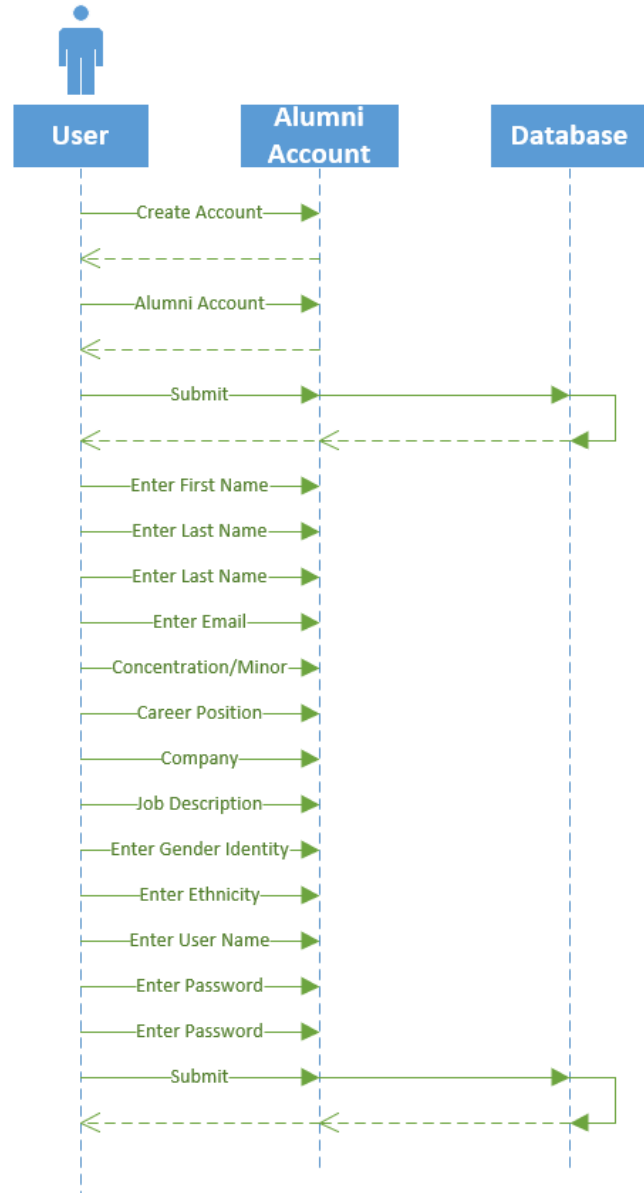 User
Alumni
Account
Database
Create Account
Alumni Account
Submit
Enter First Name
Enter Last Name
Enter Last Name
Enter Email
Concentration/Minor
Career Position
Company
Job Description
Enter Gender Identity
Enter Ethnicity
Enter User Name
Enter Password
Enter Password
Submit